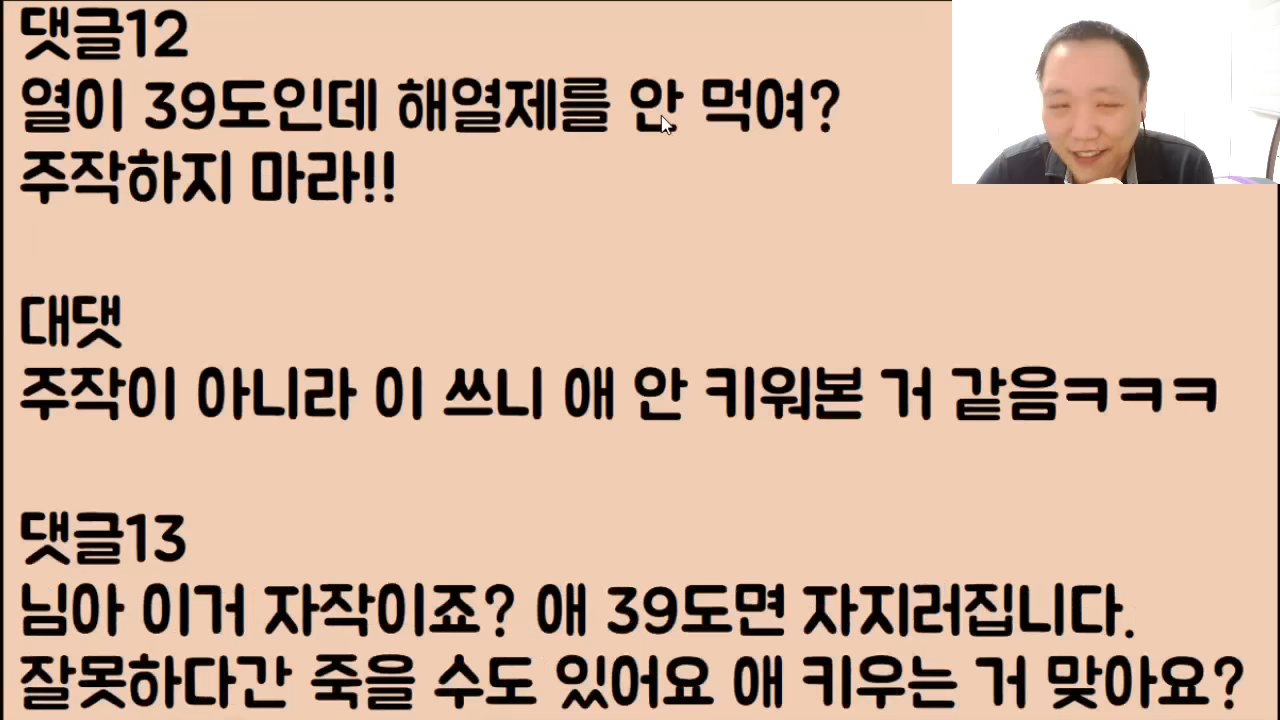 댓글12
열이 39도인데 해열제를 안 먹여?
주작하지 마라!!
대댓
주작이 아니라 이 쓰니 애 안 키워본 거 같음ㅋㅋㅋ
댓글13
님아 이거 자작이죠? 애 39도면 자지러집니다.
잘못하다간 죽을 수도 있어요 애 키우는 거 맞아요?